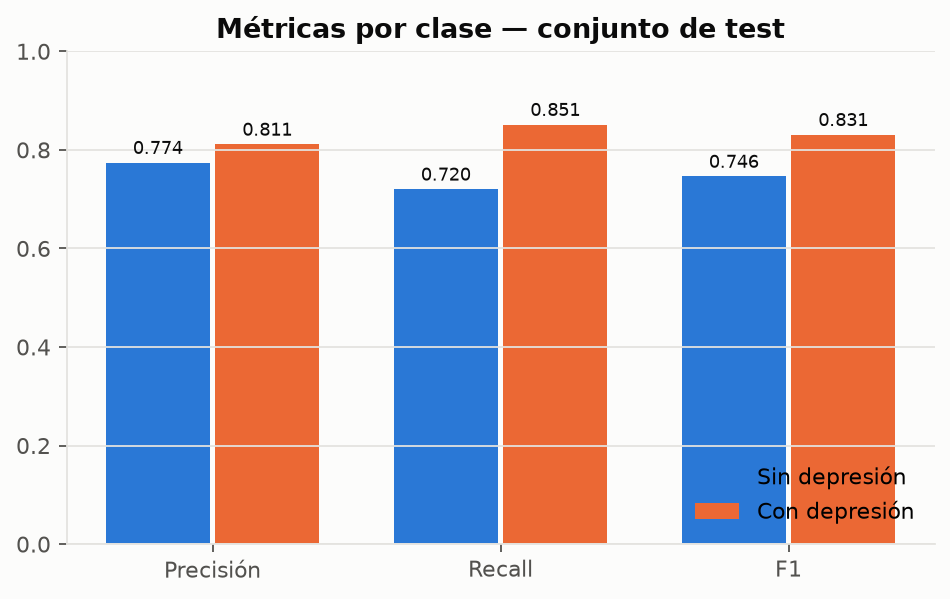 Métricas por clase — conjunto de test
1.0
0.8
0.6
0.4
0.2
0.0
0.774
0.811
0.720
0.851
0.746
0.831
Sin depresión
Con depresión
Precisión
Recall
F1